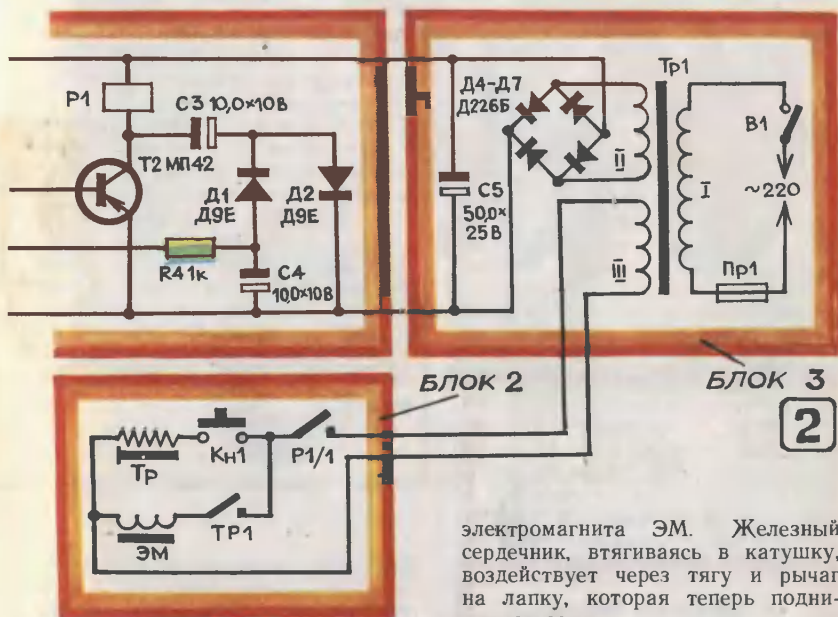 P1
С3 10,0×10В
Т2 МП42
Д1
Д9Е
Д2
Д9Е
R4 1к
С4
10,0×10В
Д4–Д7
Д226Б
Тр1
В1
II
I
~220
С5
50,0×
25В
III
Пр1
БЛОК 2
БЛОК 3
2
Тр
Кн1
Р1/1
ЭМ
ТР1
электромагнита ЭМ. Железный
сердечник, втягиваясь в катушку,
воздействует через тягу и рычаг
на лапку, которая теперь подни-